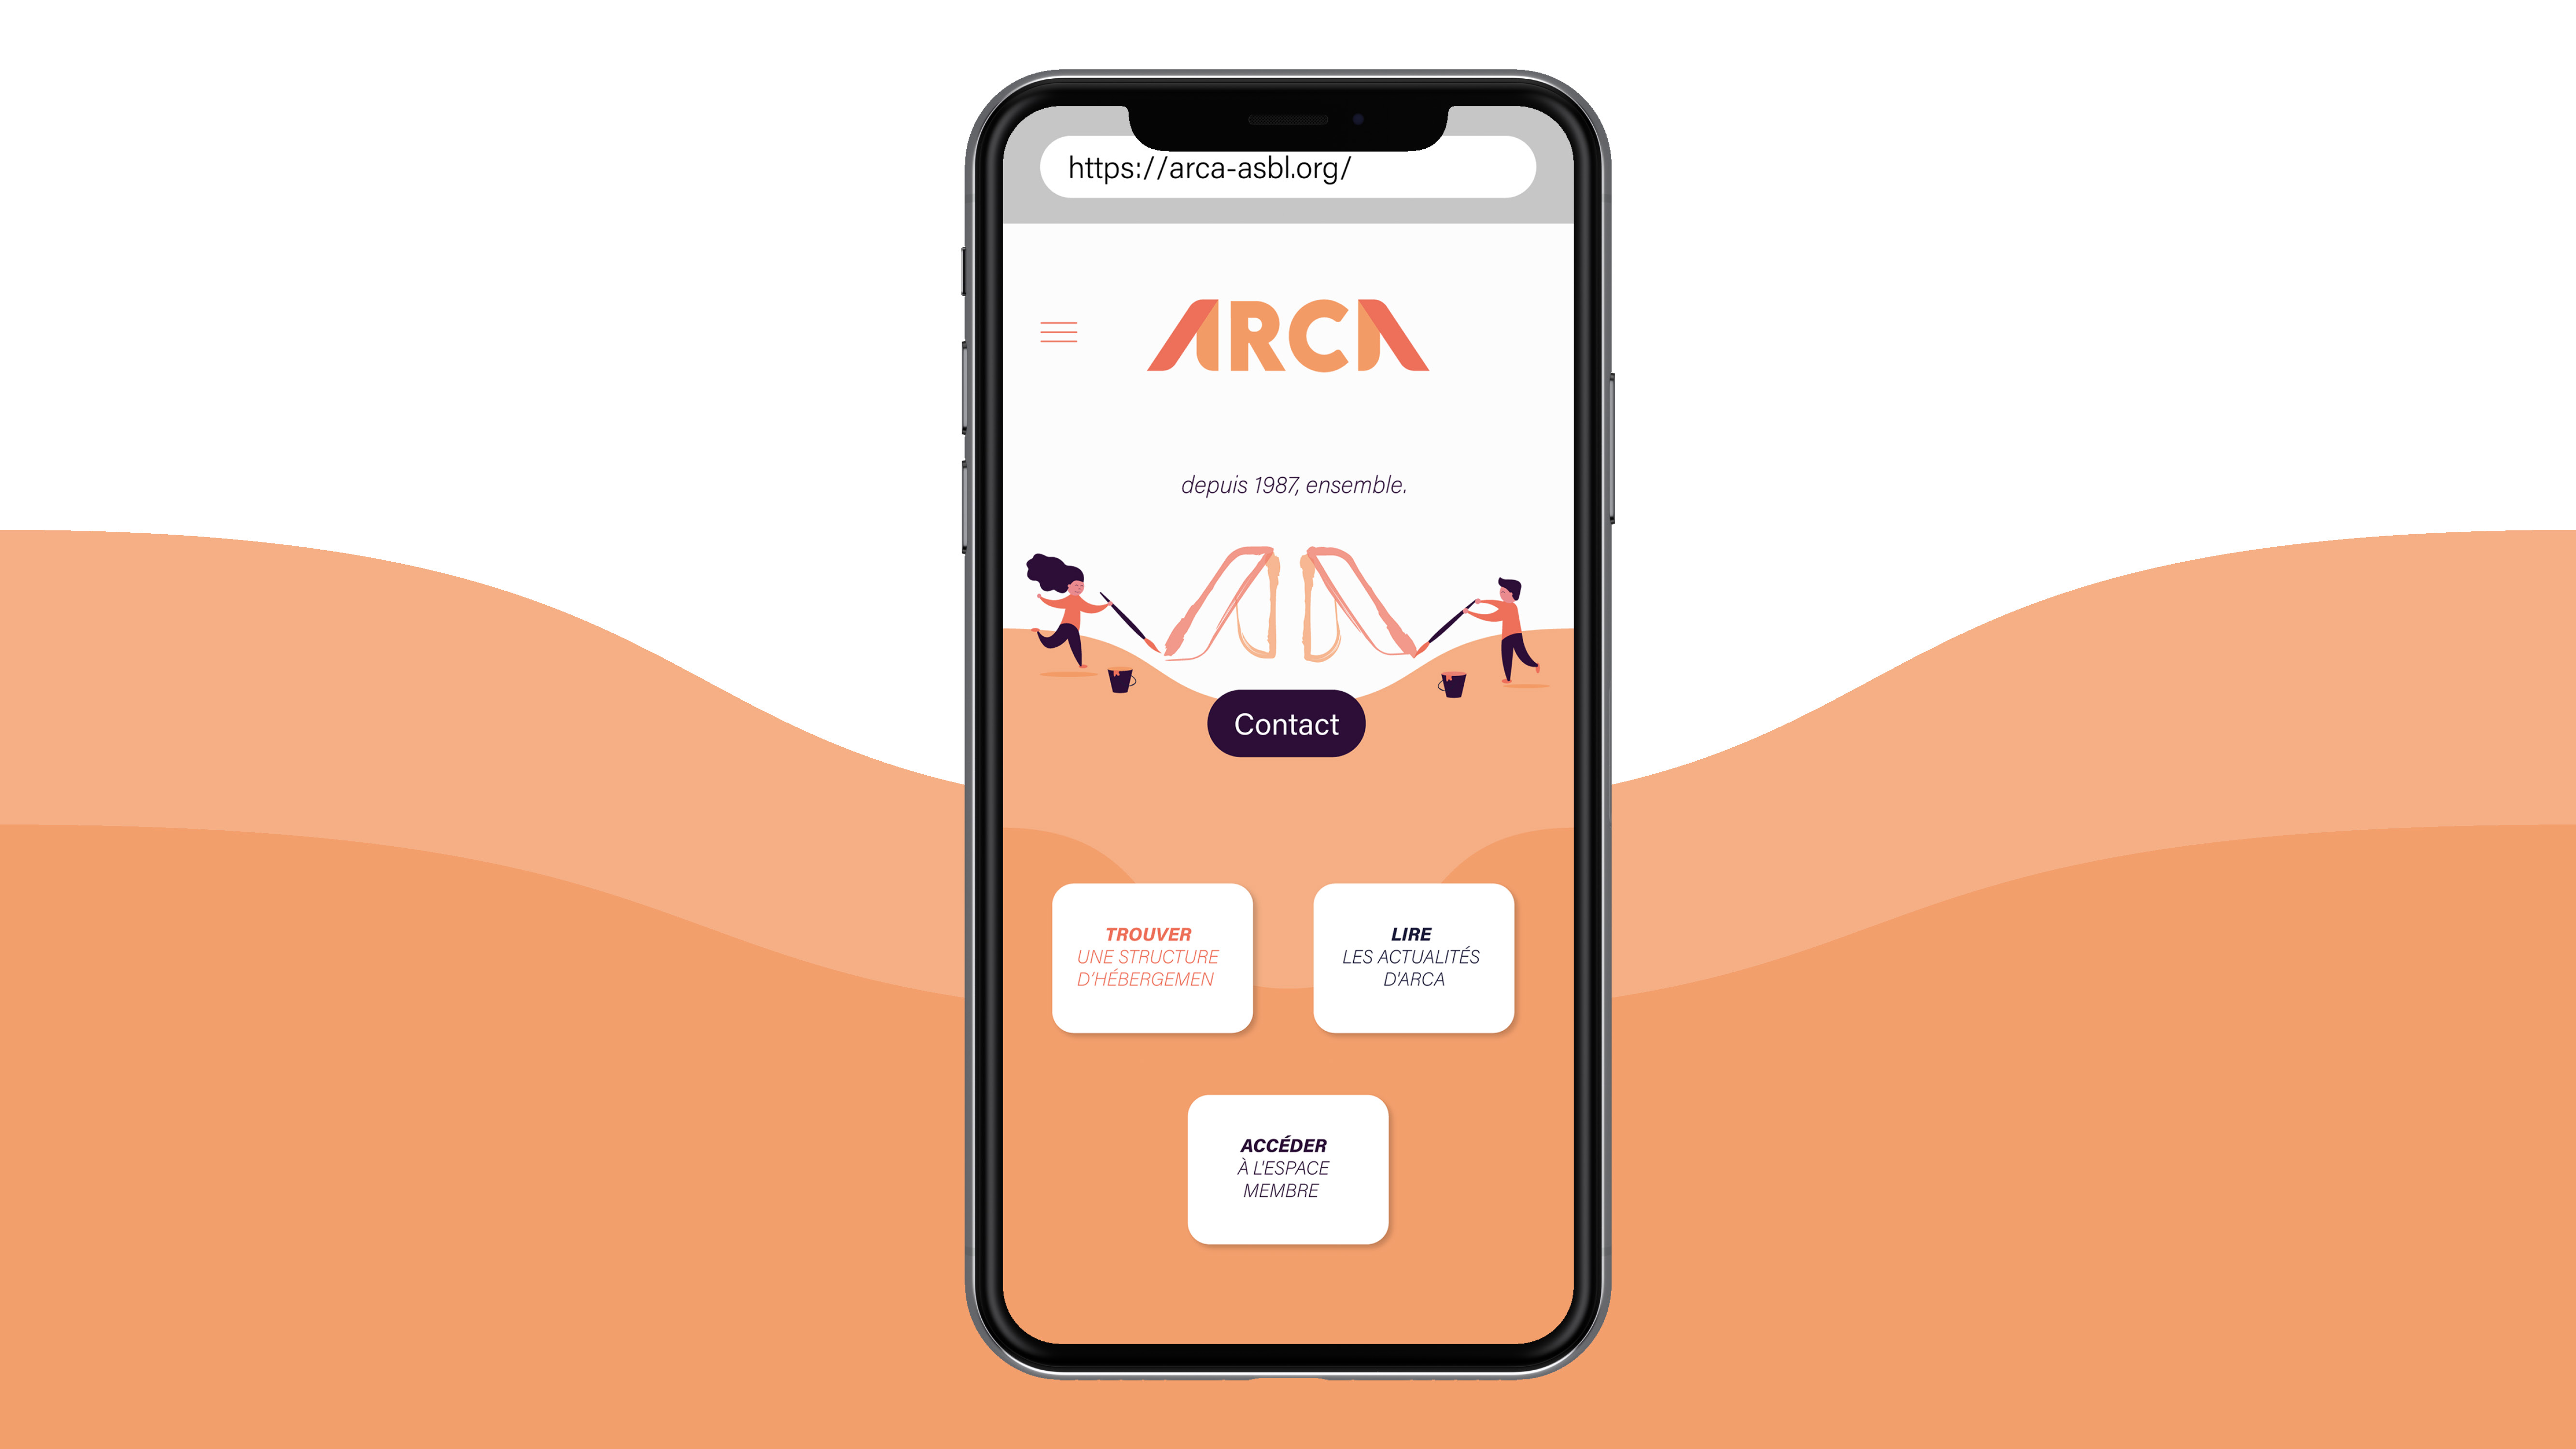 https://arca-asbl.org/
ARCA
depuis 1987, ensemble.
Contact
TROUVER
UNE STRUCTURE
D'HÉBERGEMEN
LIRE
LES ACTUALITÉS
D'ARCA
ACCÉDER
À L'ESPACE
MEMBRE